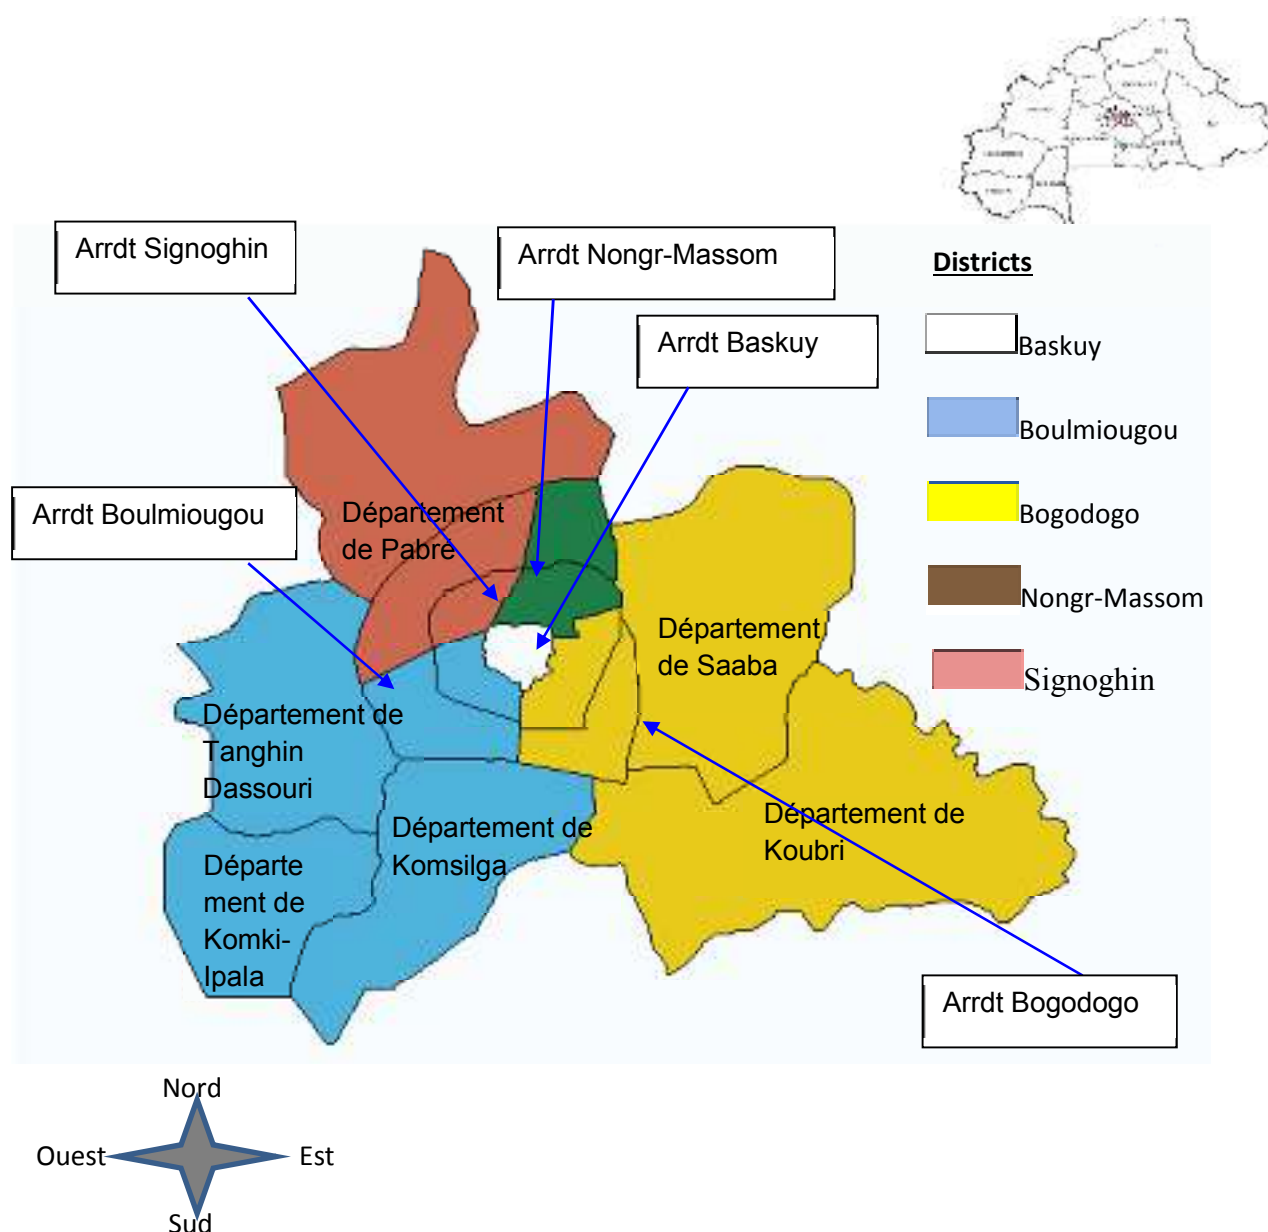 Arrdt Signoghin
Arrdt Nongr-Massom
Arrdt Baskuy
Arrdt Boulmiougou
Districts
Baskuy
Boulmiougou
Bogodogo
Nongr-Massom
Signoghin
Département
de Pabré
Département
de Saaba
Département de
Tanghin
Dassouri
Département de
Komsilga
Département de
Koubri
Départe
ment de
Komki-
Ipala
Arrdt Bogodogo
Nord
Ouest
Est
Sud